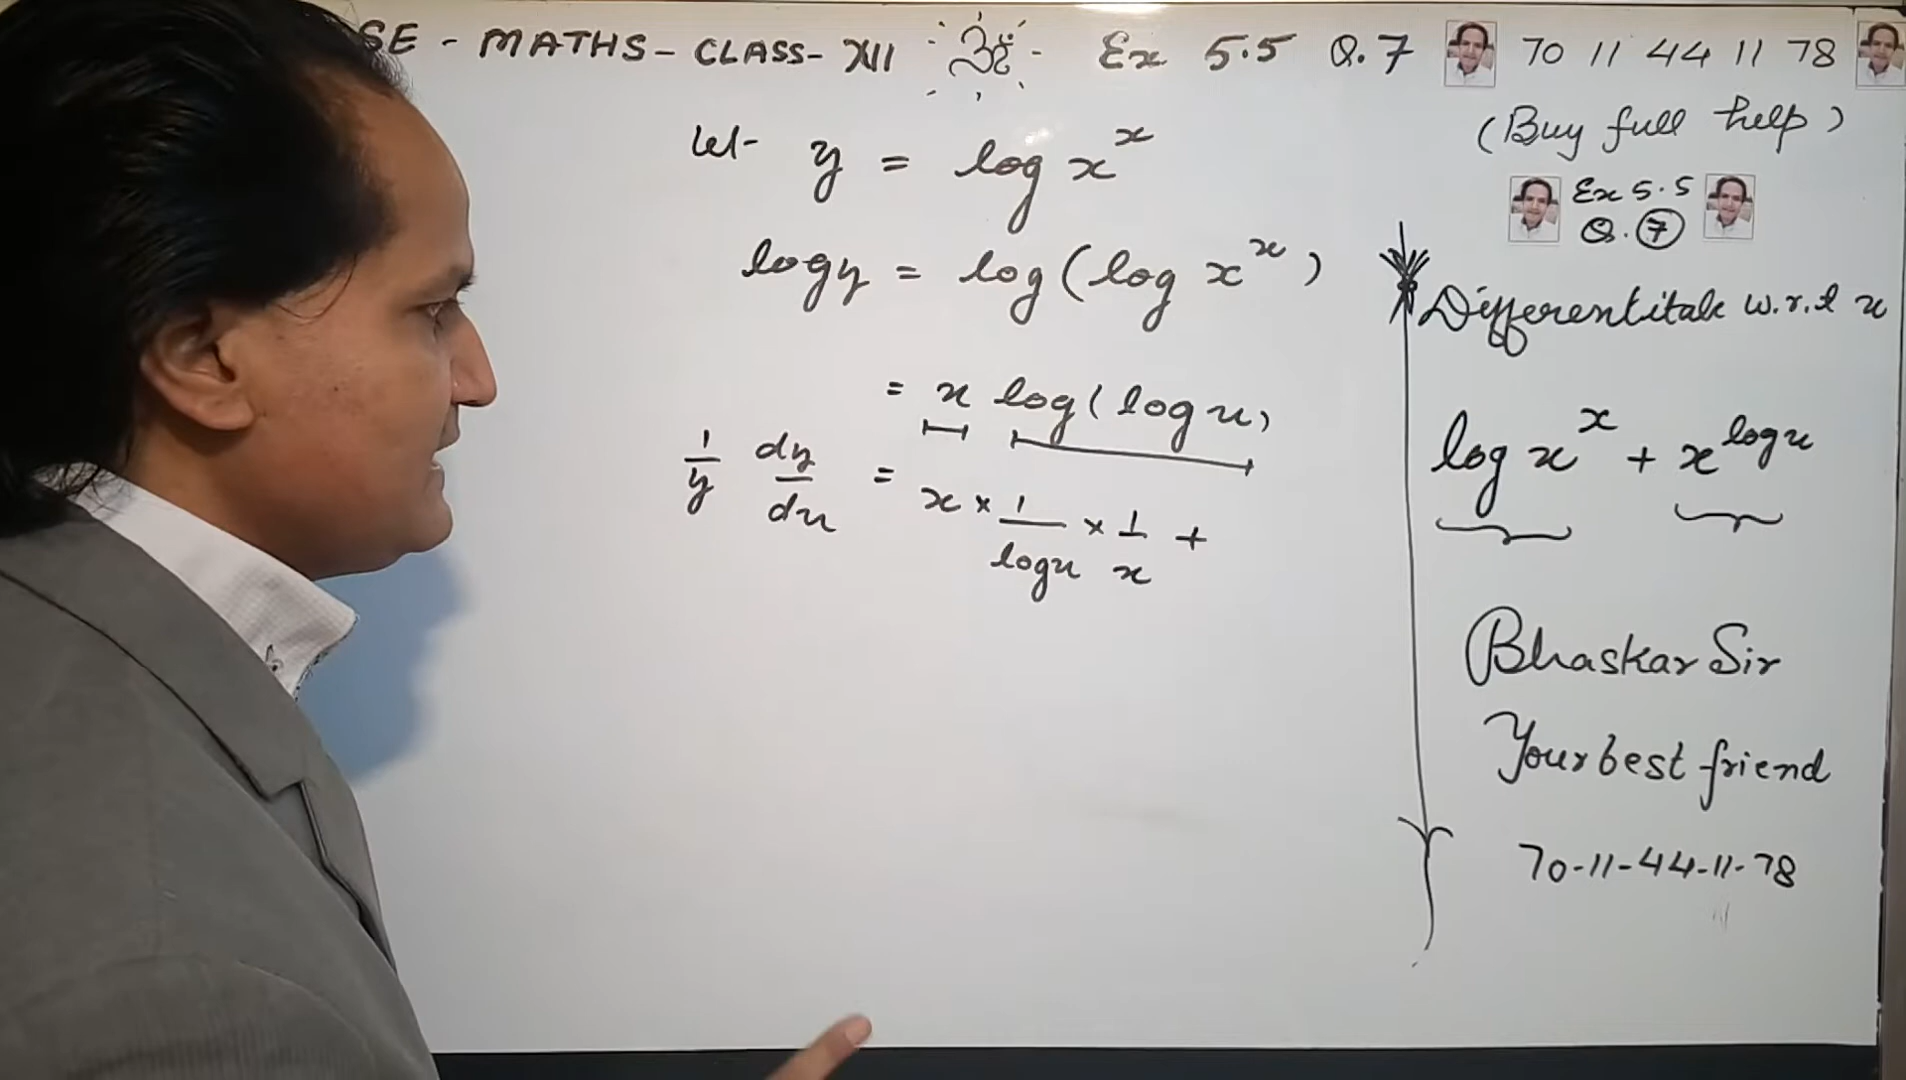 SE - MATHS - CLASS - XII ॐ Ex 5.5 Q.7 70 11 44 11 78
Let y = log x^x
log y = log(log x^x)
= x log(log x)
1/y dy/dx = x × 1/log x × 1/x +
(Buy full help)
Ex 5.5
Q. 7
Differentitale w.r.t x
log x^x + x^log x
Bhaskar Sir
Your best friend
70-11-44-11-78